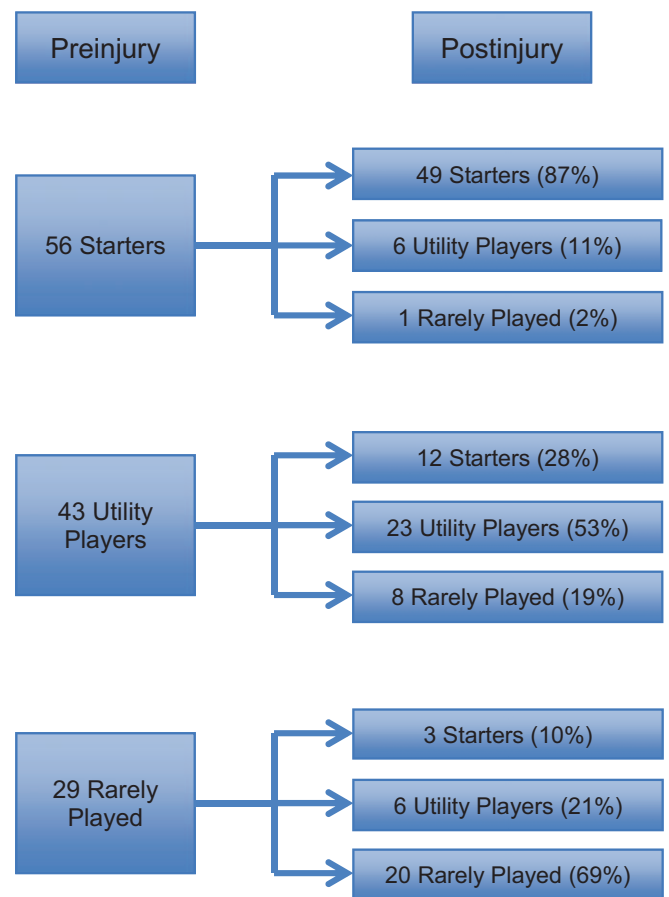 Preinjury
Postinjury
56 Starters
49 Starters (87%)
6 Utility Players (11%)
1 Rarely Played (2%)
43 Utility
Players
12 Starters (28%)
23 Utility Players (53%)
8 Rarely Played (19%)
29 Rarely
Played
3 Starters (10%)
6 Utility Players (21%)
20 Rarely Played (69%)